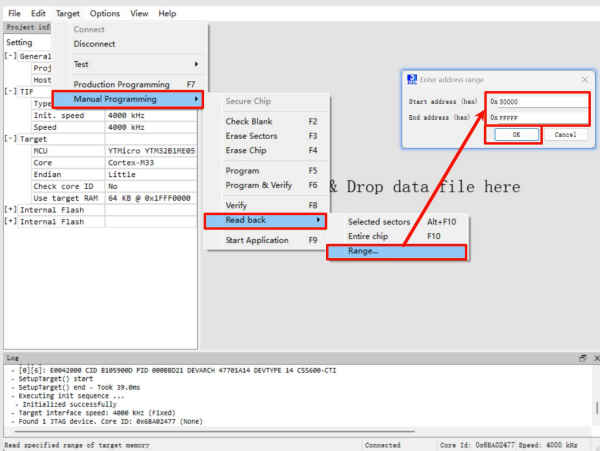 File Edit Target Options View Help
Project inf
Setting
[-] General
Proj
Host
[-] TIF
Type
Init. speed 4000 kHz
Speed 4000 kHz
[-] Target
MCU YTMicro YTM32B1ME05
Core Cortex-M33
Endian Little
Check core ID No
Use target RAM 64 KB @ 0x1FFF0000
[+] Internal Flash
[+] Internal Flash
Connect
Disconnect
Test
Production Programming F7
Manual Programming
Secure Chip
Check Blank F2
Erase Sectors F3
Erase Chip F4
Program F5
Program & Verify F6
Verify F8
Read back
Start Application F9
Selected sectors Alt+F10
Entire chip F10
Range...
& Drop data file here
Enter address range
Start address (hex) 0x 80000
End address (hex) 0x FFFFF
OK Cancel
Log
- [0][6]: E0042000 CID B105900D PID 000BBD21 DEVARCH 47701A14 DEVTYPE 14 CSS600-CTI
- SetupTarget() start
- SetupTarget() end - Took 39.0ms
- Executing init sequence ...
- Initialized successfully
- Target interface speed: 4000 kHz (Fixed)
- Found 1 JTAG device. Core ID: 0x6BA02477 (None)
Read specified range of target memory Connected Core Id: 0x6BA02477 Speed: 4000 kHz